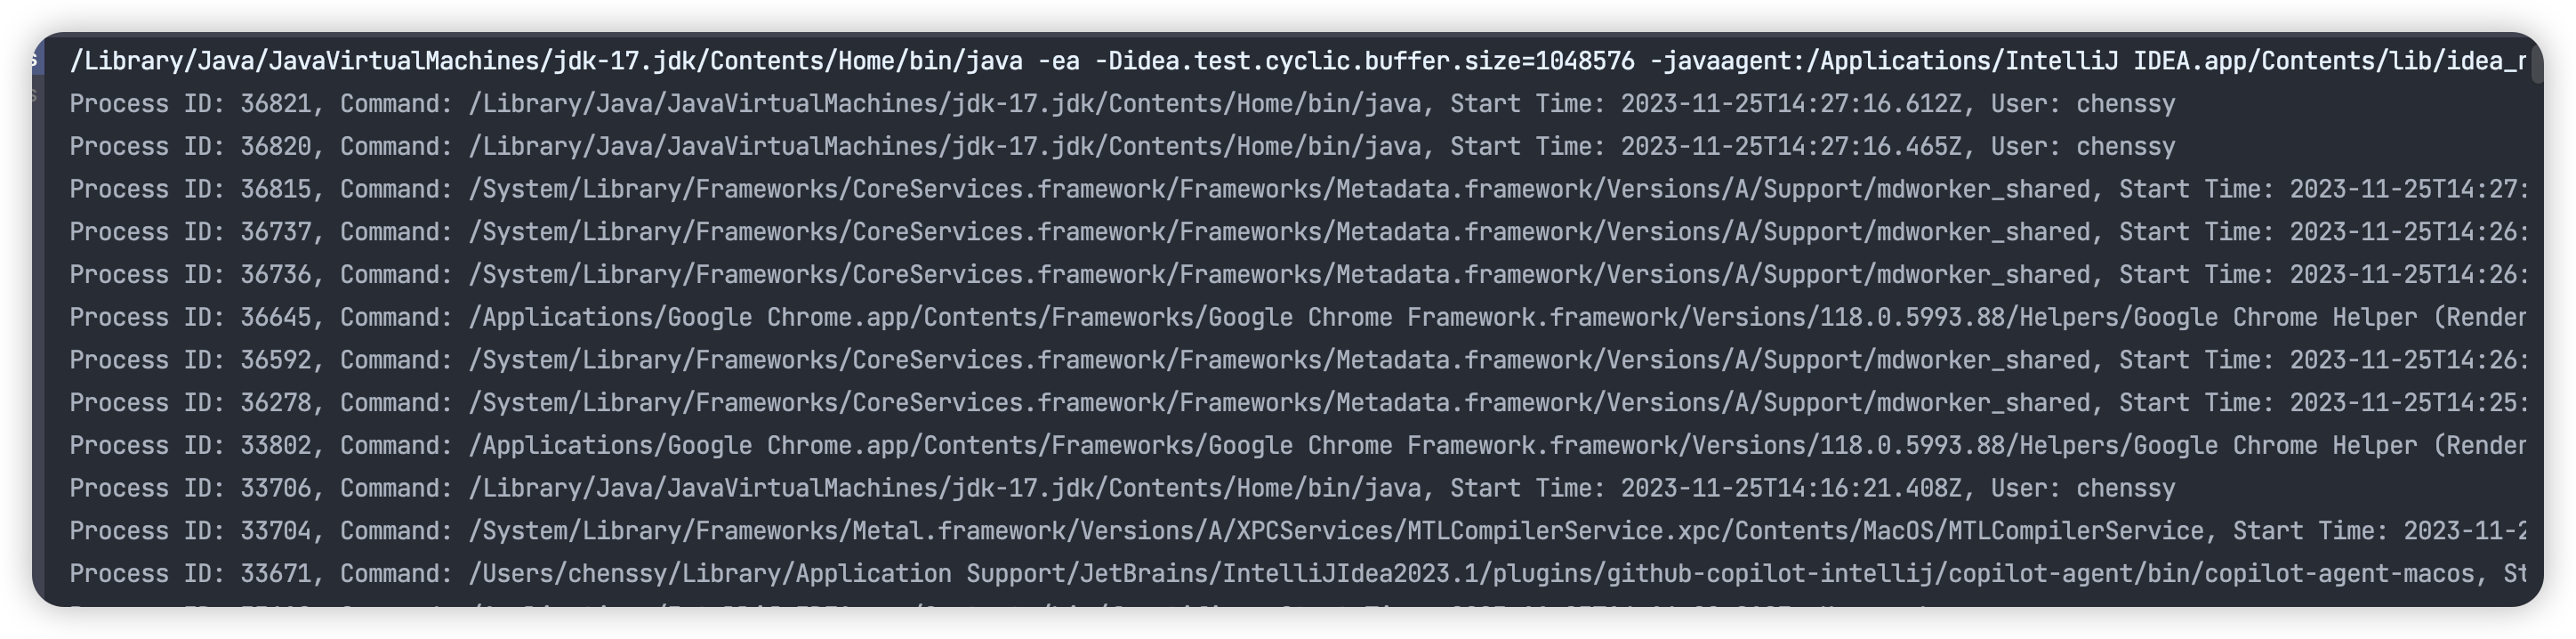 /Library/Java/JavaVirtualMachines/jdk-17.jdk/Contents/Home/bin/java -ea -Didea.test.cyclic.buffer.size=1048576 -javaagent:/Applications/IntelliJ IDEA.app/Contents/lib/idea_r
Process ID: 36821, Command: /Library/Java/JavaVirtualMachines/jdk-17.jdk/Contents/Home/bin/java, Start Time: 2023-11-25T14:27:16.612Z, User: chenssy
Process ID: 36820, Command: /Library/Java/JavaVirtualMachines/jdk-17.jdk/Contents/Home/bin/java, Start Time: 2023-11-25T14:27:16.465Z, User: chenssy
Process ID: 36815, Command: /System/Library/Frameworks/CoreServices.framework/Frameworks/Metadata.framework/Versions/A/Support/mdworker_shared, Start Time: 2023-11-25T14:27:
Process ID: 36737, Command: /System/Library/Frameworks/CoreServices.framework/Frameworks/Metadata.framework/Versions/A/Support/mdworker_shared, Start Time: 2023-11-25T14:26:
Process ID: 36736, Command: /System/Library/Frameworks/CoreServices.framework/Frameworks/Metadata.framework/Versions/A/Support/mdworker_shared, Start Time: 2023-11-25T14:26:
Process ID: 36645, Command: /Applications/Google Chrome.app/Contents/Frameworks/Google Chrome Framework.framework/Versions/118.0.5993.88/Helpers/Google Chrome Helper (Render
Process ID: 36592, Command: /System/Library/Frameworks/CoreServices.framework/Frameworks/Metadata.framework/Versions/A/Support/mdworker_shared, Start Time: 2023-11-25T14:26:
Process ID: 36278, Command: /System/Library/Frameworks/CoreServices.framework/Frameworks/Metadata.framework/Versions/A/Support/mdworker_shared, Start Time: 2023-11-25T14:25:
Process ID: 33802, Command: /Applications/Google Chrome.app/Contents/Frameworks/Google Chrome Framework.framework/Versions/118.0.5993.88/Helpers/Google Chrome Helper (Render
Process ID: 33706, Command: /Library/Java/JavaVirtualMachines/jdk-17.jdk/Contents/Home/bin/java, Start Time: 2023-11-25T14:16:21.408Z, User: chenssy
Process ID: 33704, Command: /System/Library/Frameworks/Metal.framework/Versions/A/XPCServices/MTLCompilerService.xpc/Contents/MacOS/MTLCompilerService, Start Time: 2023-11-2
Process ID: 33671, Command: /Users/chenssy/Library/Application Support/JetBrains/IntelliJIdea2023.1/plugins/github-copilot-intellij/copilot-agent/bin/copilot-agent-macos, St